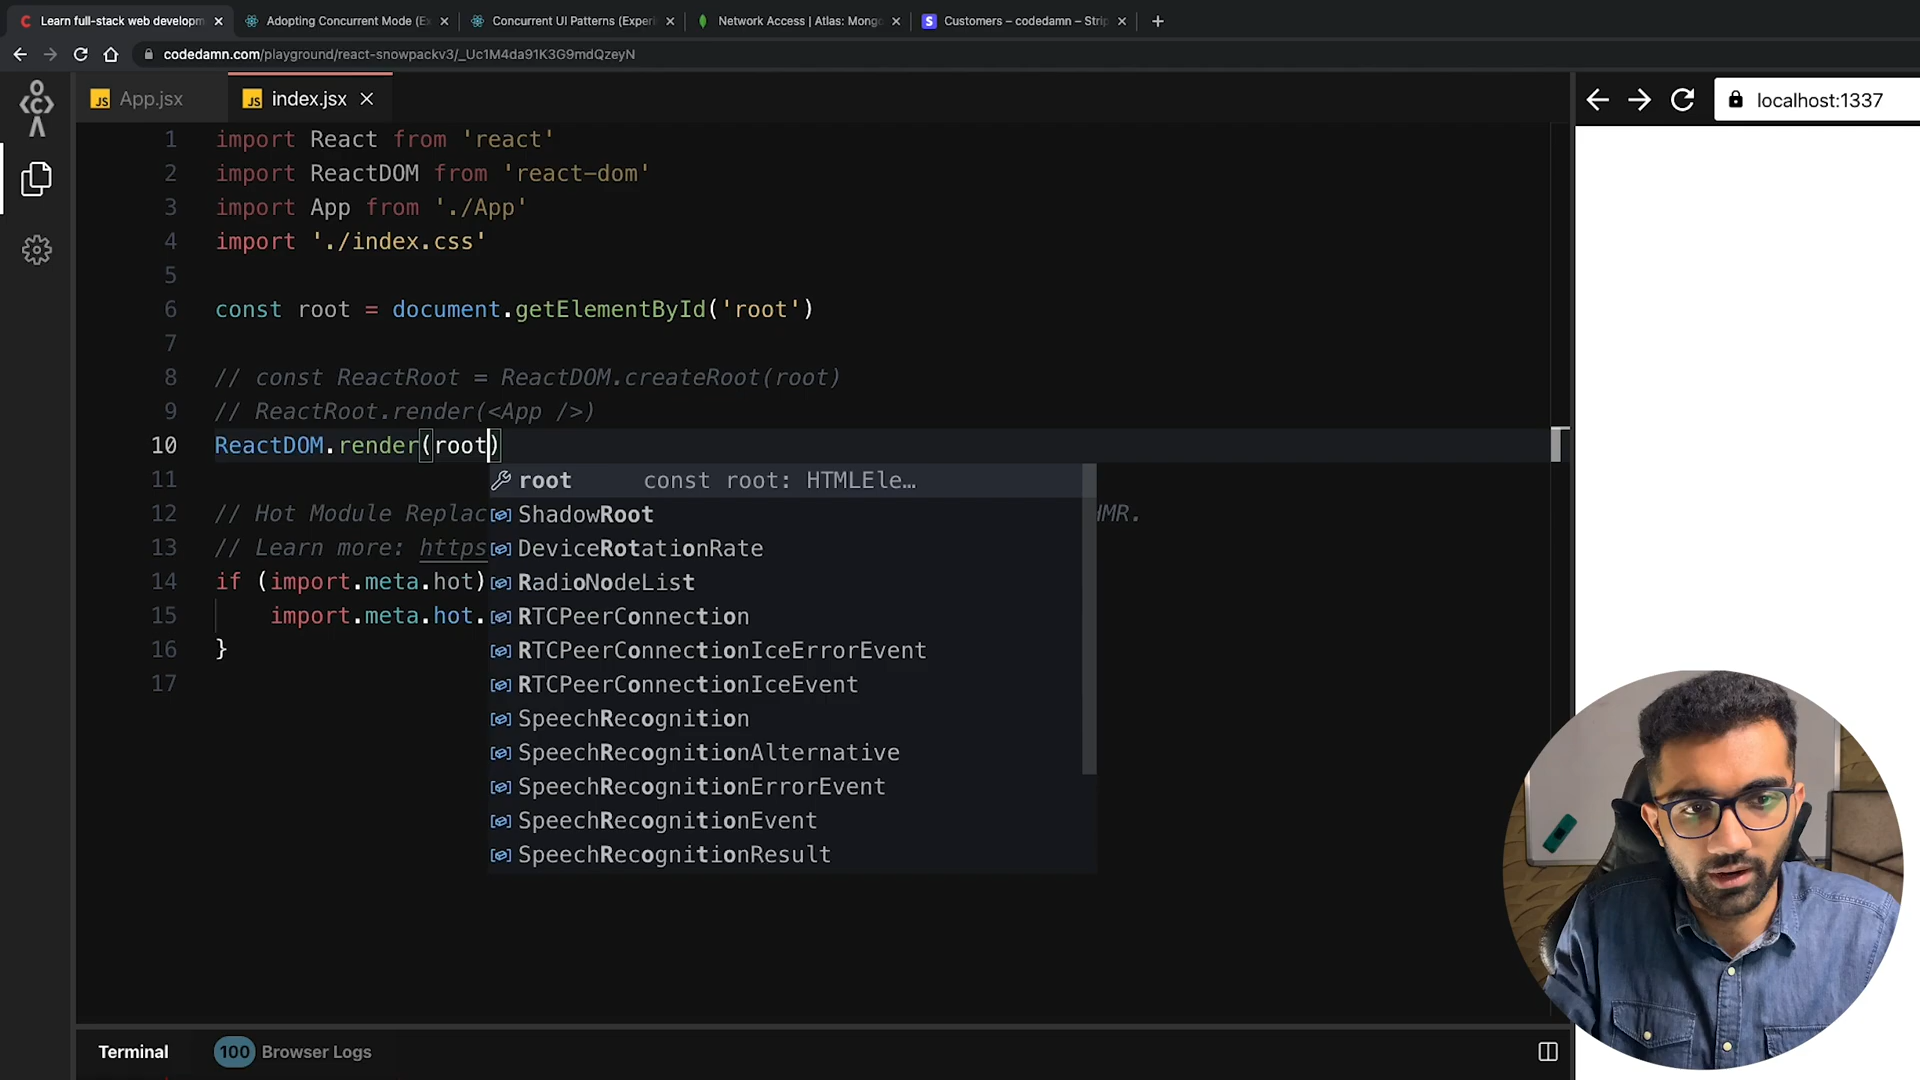 Learn full-stack web developm
Adopting Concurrent Mode (E
Concurrent UI Patterns (Experi
Network Access | Atlas: Mongo
Customers – codedamn – Strip
codedamn.com/playground/react-snowpackv3/_Uc1M4da91K3G9mdQzeyN
JS App.jsx
JS index.jsx
localhost:1337
1 import React from 'react'
2 import ReactDOM from 'react-dom'
3 import App from './App'
4 import './index.css'
5
6 const root = document.getElementById('root')
7
8 // const ReactRoot = ReactDOM.createRoot(root)
9 // ReactRoot.render(<App />)
10 ReactDOM.render(root)
11
root const root: HTMLEle…
12 // Hot Module Replac
ShadowRoot
HMR.
13 // Learn more: https
DeviceRotationRate
14 if (import.meta.hot)
RadioNodeList
15 import.meta.hot.
RTCPeerConnection
16 }
RTCPeerConnectionIceErrorEvent
17
RTCPeerConnectionIceEvent
SpeechRecognition
SpeechRecognitionAlternative
SpeechRecognitionErrorEvent
SpeechRecognitionEvent
SpeechRecognitionResult
Terminal
100 Browser Logs